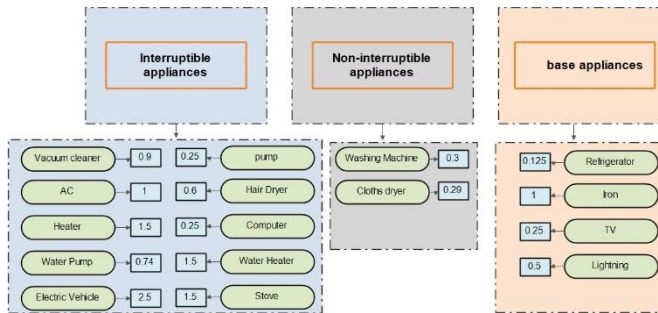 Interruptible
appliances
Non-interruptible
appliances
base appliances
Vacuum cleaner 0.9 0.25 pump
AC 1 0.6 Hair Dryer
Heater 1.5 0.25 Computer
Water Pump 0.74 1.5 Water Heater
Electric Vehicle 2.5 1.5 Stove
Washing Machine 0.3
Cloths dryer 0.29
0.125 Refrigerator
1 Iron
0.25 TV
0.5 Lightning